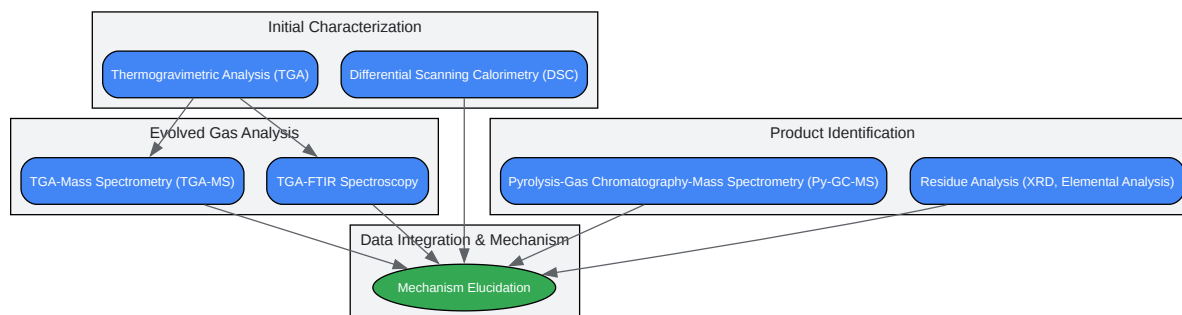 Initial Characterization
Thermogravimetric Analysis (TGA)
Differential Scanning Calorimetry (DSC)
Evolved Gas Analysis
Product Identification
TGA-Mass Spectrometry (TGA-MS)
TGA-FTIR Spectroscopy
Pyrolysis-Gas Chromatography-Mass Spectrometry (Py-GC-MS)
Residue Analysis (XRD, Elemental Analysis)
Data Integration & Mechanism
Mechanism Elucidation